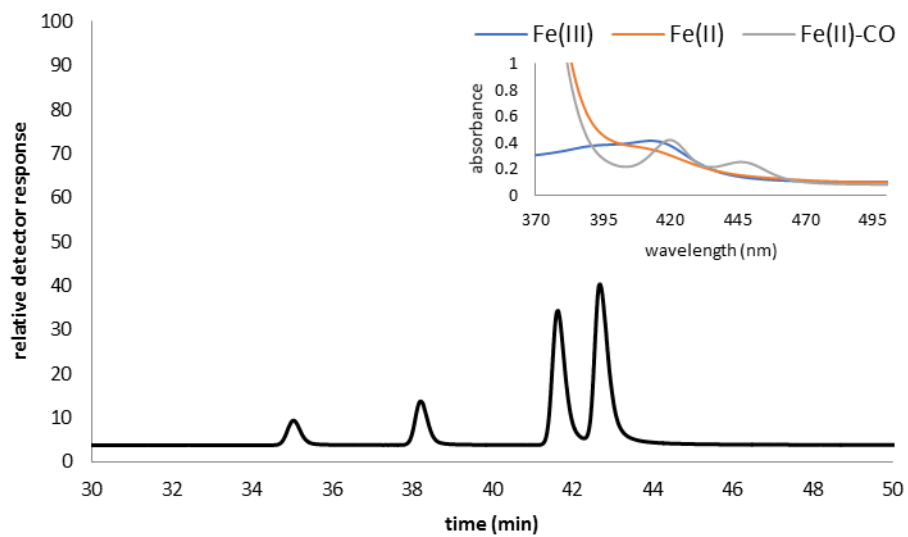 100
90
80
70
60
50
40
30
20
10
0
relative detector response
30 32 34 36 38 40 42 44 46 48 50
time (min)
Fe(III) Fe(II) Fe(II)-CO
1
0.8
0.6
0.4
0.2
0
absorbance
370 395 420 445 470 495
wavelength (nm)